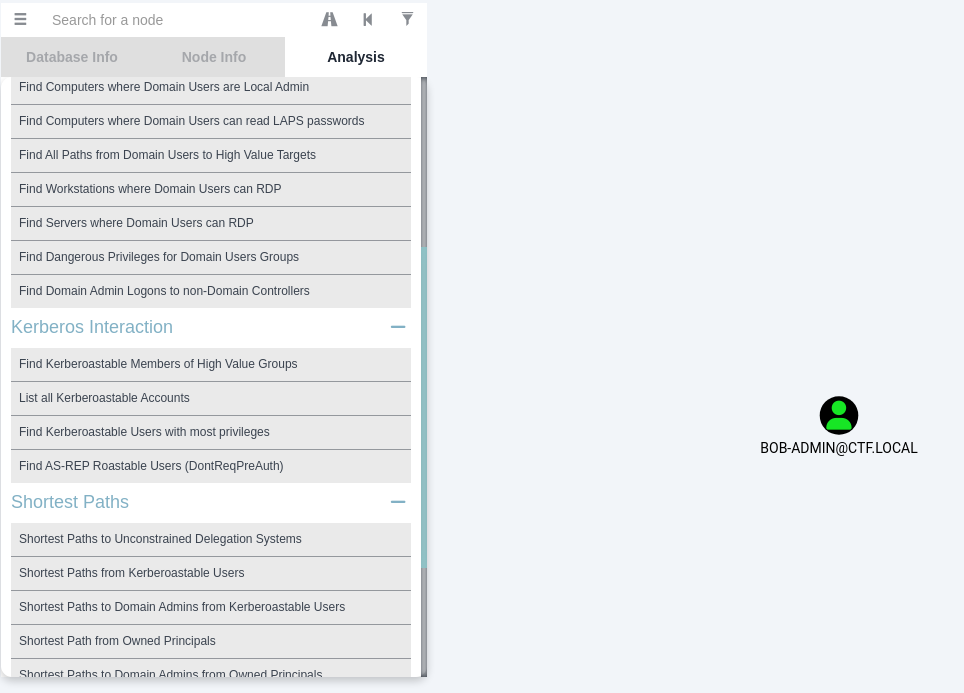 Search for a node
Database Info
Node Info
Analysis
Find Computers where Domain Users are Local Admin
Find Computers where Domain Users can read LAPS passwords
Find All Paths from Domain Users to High Value Targets
Find Workstations where Domain Users can RDP
Find Servers where Domain Users can RDP
Find Dangerous Privileges for Domain Users Groups
Find Domain Admin Logons to non-Domain Controllers
Kerberos Interaction
Find Kerberoastable Members of High Value Groups
List all Kerberoastable Accounts
Find Kerberoastable Users with most privileges
Find AS-REP Roastable Users (DontReqPreAuth)
Shortest Paths
Shortest Paths to Unconstrained Delegation Systems
Shortest Paths from Kerberoastable Users
Shortest Paths to Domain Admins from Kerberoastable Users
Shortest Path from Owned Principals
Shortest Paths to Domain Admins from Owned Principals
BOB-ADMIN@CTF.LOCAL